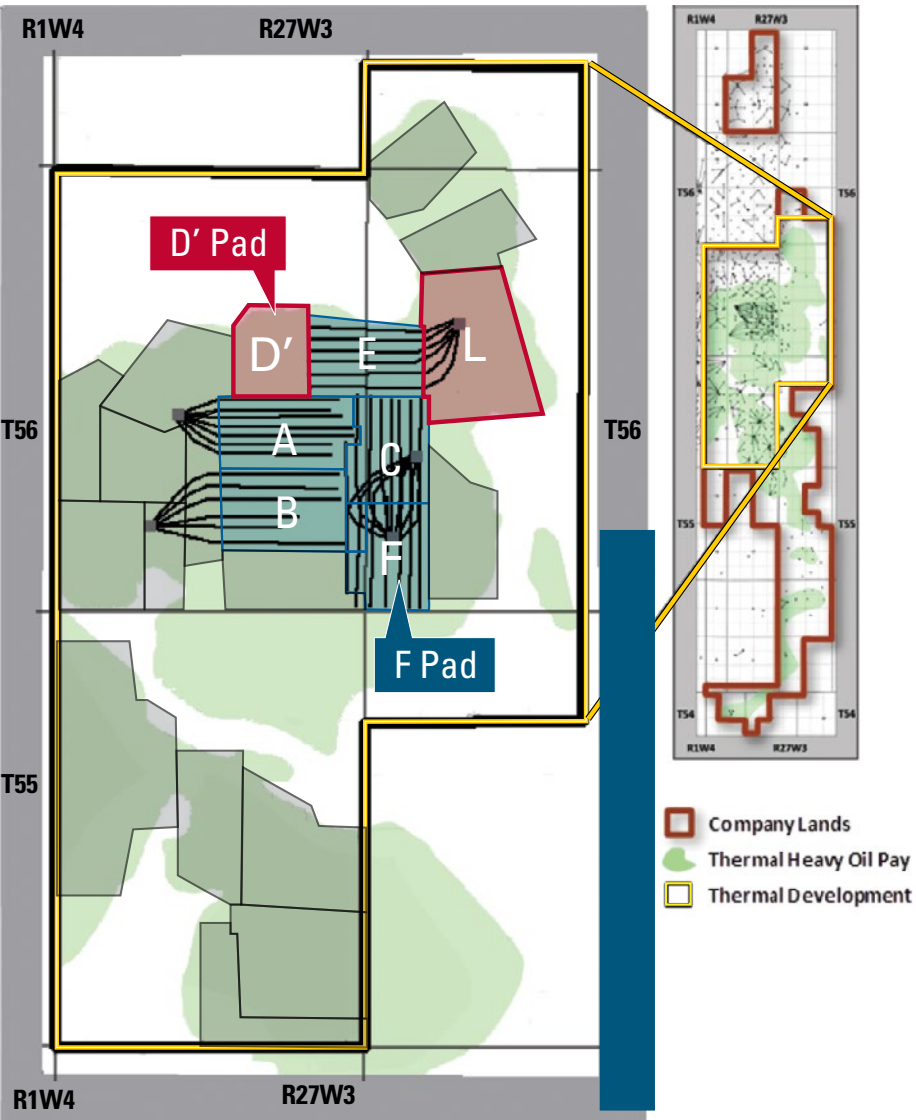 R1W4
R27W3
D’ Pad
D’
E
L
A
C
B
F
F Pad
T56
T56
T55
R1W4
R27W3
R1W4
R27W3
T56
T56
T55
T54
T54
R1W4
R27W3
Company Lands
Thermal Heavy Oil Pay
Thermal Development